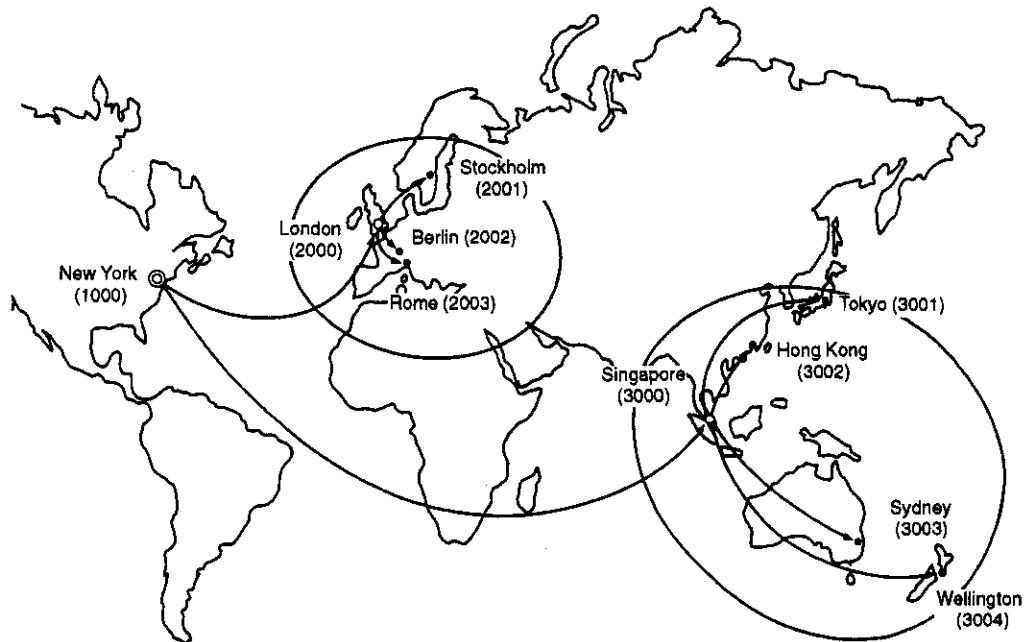 Stockholm
(2001)
London
(2000)
Berlin (2002)
New York
(1000)
Rome (2003)
Tokyo (3001)
Hong Kong
(3002)
Singapore
(3000)
Sydney
(3003)
Wellington
(3004)